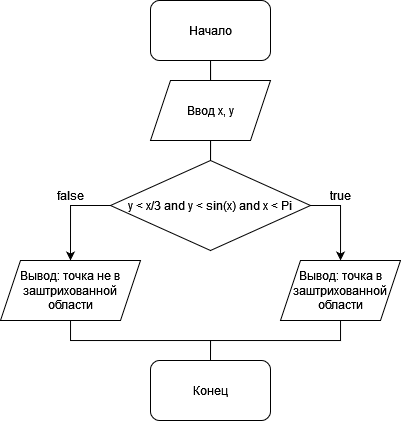 Начало
Ввод x, y
false
true
y < x/3 and y < sin(x) and x < Pi
Вывод: точка не в
заштрихованной
области
Вывод: точка в
заштрихованной
области
Конец